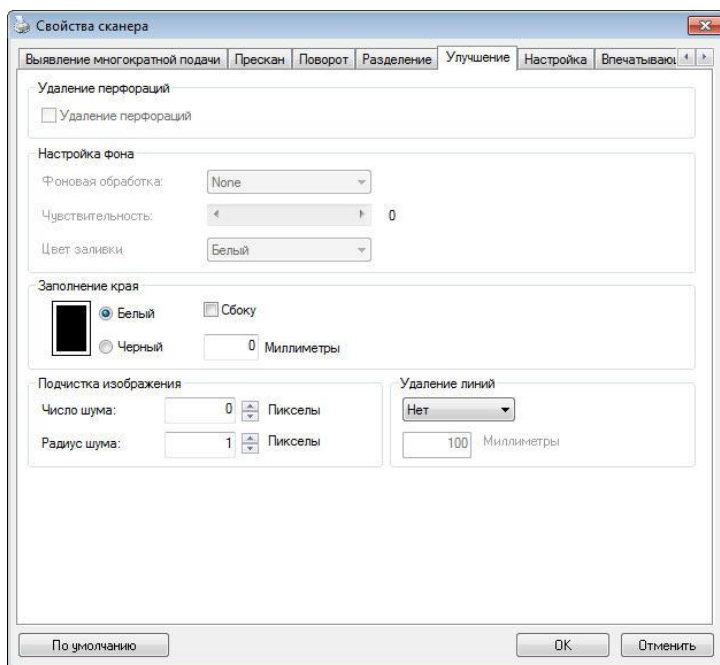 Свойства сканера
Выявление многократной подачи Прескан Поворот Разделение Улучшение Настройка Впечатываю
Удаление перфораций
Удаление перфораций
Настройка фона
Фоновая обработка: None
Чувствительность: 0
Цвет заливки Белый
Заполнение края
Белый Сбоку
Черный 0 Миллиметры
Подчистка изображения Удаление линий
Число шума: 0 Пикселы Нет
Радиус шума: 1 Пикселы 100 Миллиметры
По умолчанию OK Отменить